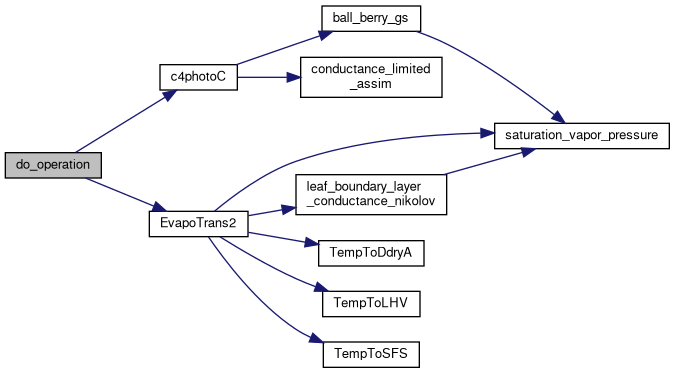 ball_berry_gs
c4photoC
conductance_limited
_assim
saturation_vapor_pressure
do_operation
leaf_boundary_layer
_conductance_nikolov
EvapoTrans2
TempToDdryA
TempToLHV
TempToSFS